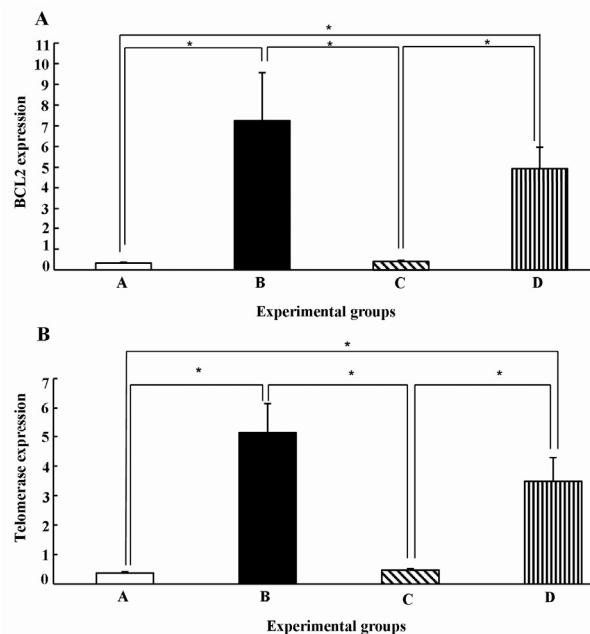 A
*
* * *
11
10
9
8
7
6
5
4
3
2
1
0
BCL2 expression
A B C D
Experimental groups
B
*
* * *
7
6
5
4
3
2
1
0
Telomerase expression
A B C D
Experimental groups